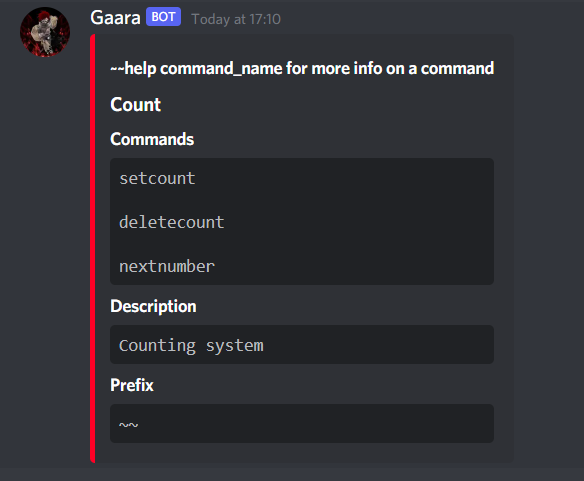 Gaara BOT Today at 17:10
~~help command_name for more info on a command
Count
Commands
setcount
deletecount
nextnumber
Description
Counting system
Prefix
~~